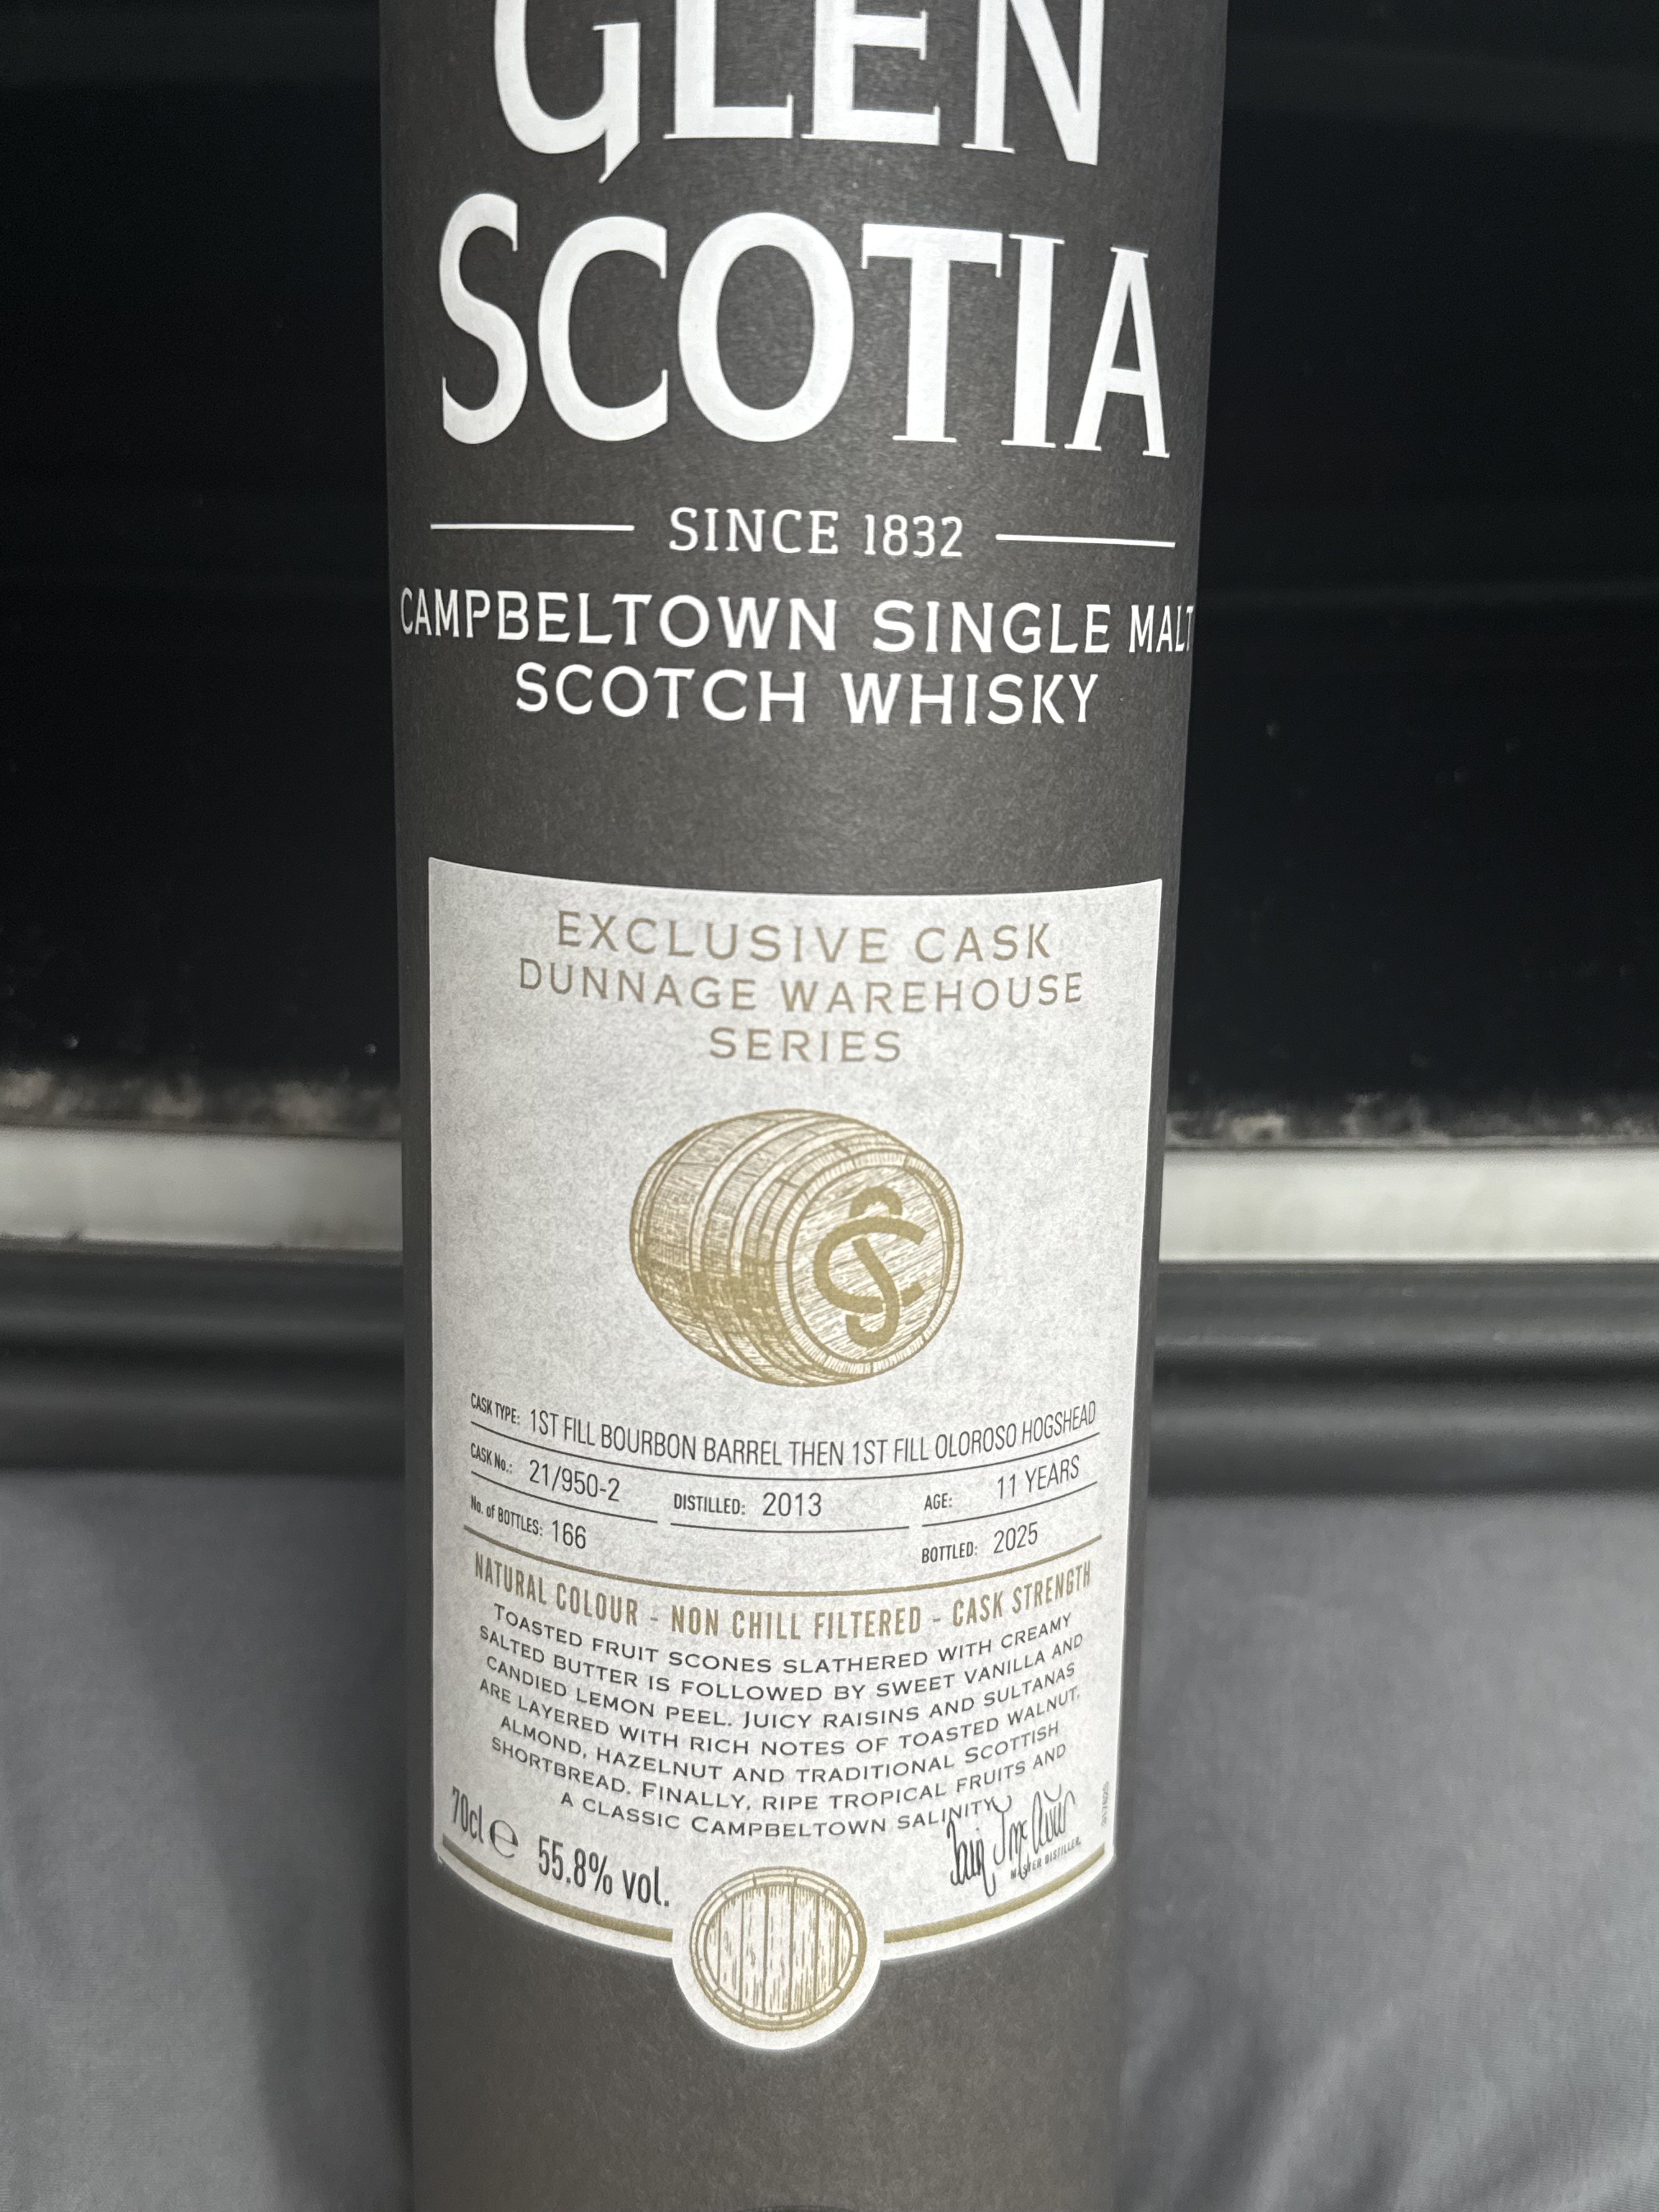 GLEN
SCOTIA
SINCE 1832
CAMPBELTOWN SINGLE MALT
SCOTCH WHISKY
EXCLUSIVE CASK
DUNNAGE WAREHOUSE
SERIES
CASK TYPE: 1ST FILL BOURBON BARREL THEN 1ST FILL OLOROSO HOGSHEAD
CASK No.: 21/950-2 DISTILLED: 2013 AGE: 11 YEARS
No. of BOTTLES: 166 BOTTLED: 2025
NATURAL COLOUR - NON CHILL FILTERED - CASK STRENGTH
TOASTED FRUIT SCONES SLATHERED WITH CREAMY
SALTED BUTTER IS FOLLOWED BY SWEET VANILLA AND
CANDIED LEMON PEEL. JUICY RAISINS AND SULTANAS
ARE LAYERED WITH RICH NOTES OF TOASTED WALNUT,
ALMOND, HAZELNUT AND TRADITIONAL SCOTTISH
SHORTBREAD. FINALLY, RIPE TROPICAL FRUITS AND
A CLASSIC CAMPBELTOWN SALINITY
70cl e 55.8% vol.
MASTER DISTILLER